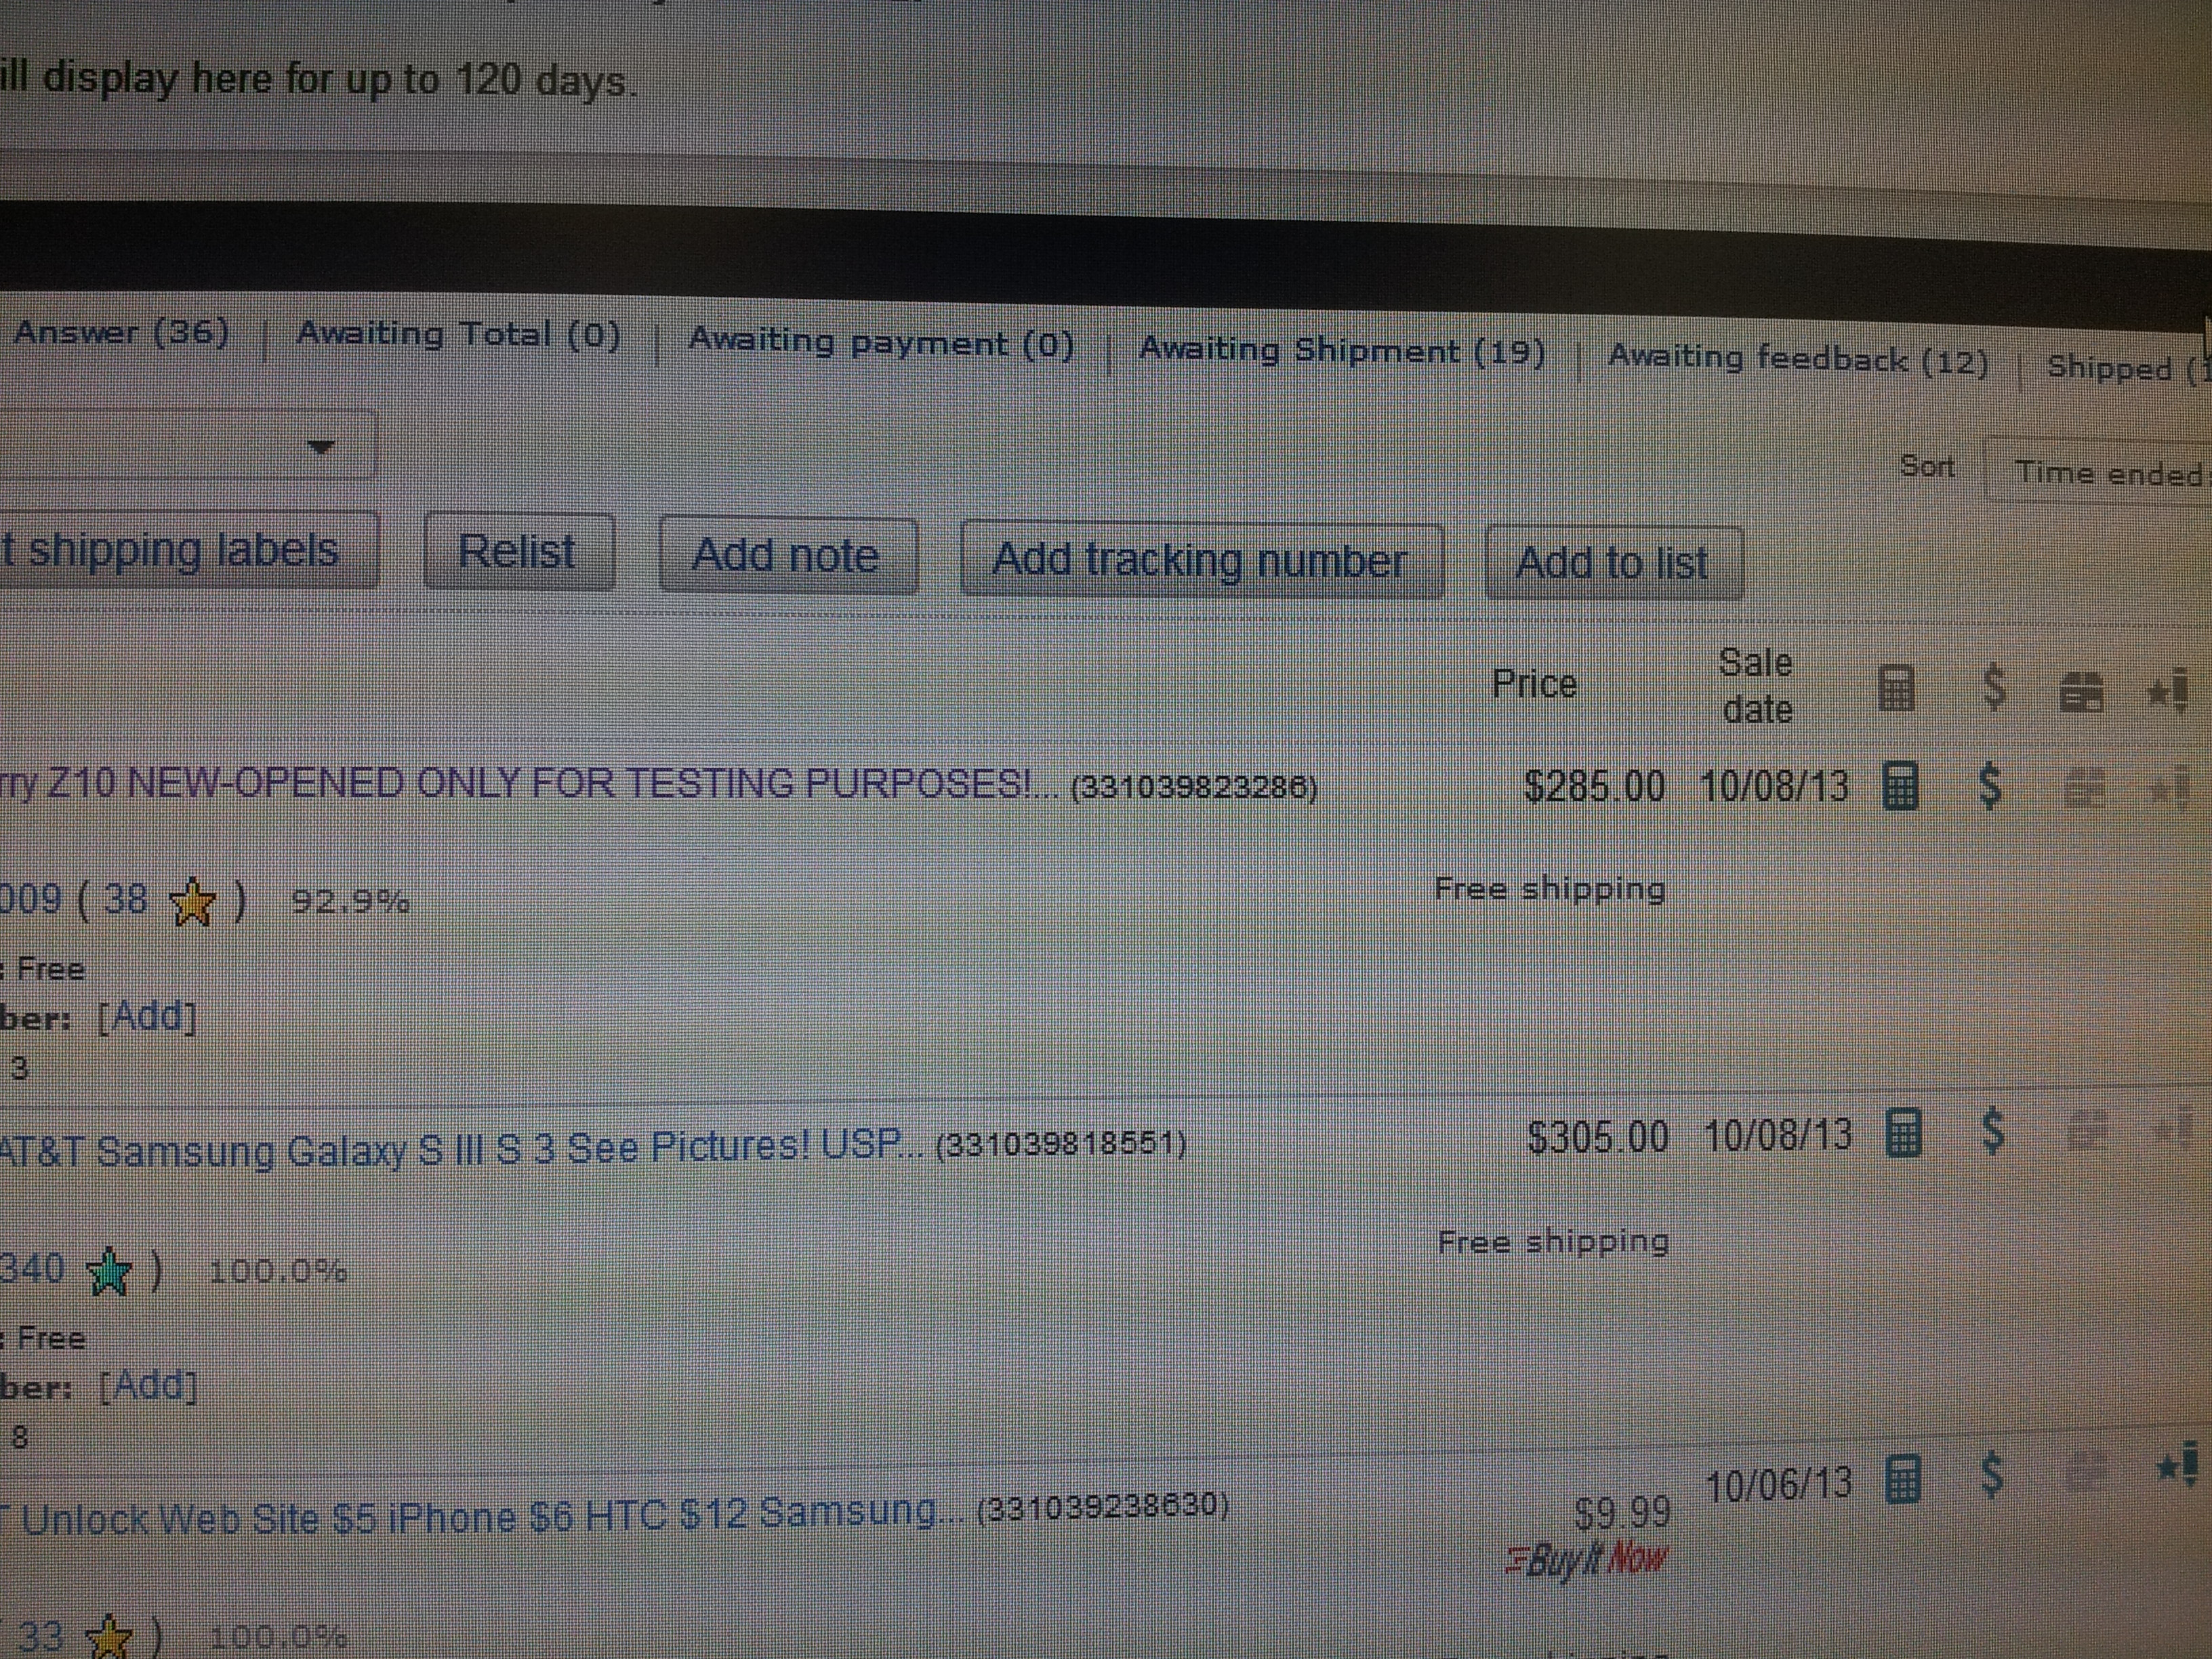 ill display here for up to 120 days.
Answer (36) | Awaiting Total (0) | Awaiting payment (0) | Awaiting Shipment (19) | Awaiting feedback (12) | Shipped (1
Sort Time ended:
t shipping labels Relist Add note Add tracking number Add to list
Price Sale date $
rry Z10 NEW-OPENED ONLY FOR TESTING PURPOSES!... (331039823286) $285.00 10/08/13 $
009 ( 38 ) 92.9% Free shipping
: Free
ber: [Add]
3
AT&T Samsung Galaxy S III S 3 See Pictures! USP... (331039818551) $305.00 10/08/13 $
340 ) 100.0% Free shipping
: Free
ber: [Add]
8
Unlock Web Site $5 iPhone $6 HTC $12 Samsung... (331039238630) $9.99 10/06/13 $
Buy It Now
33 ) 100.0%